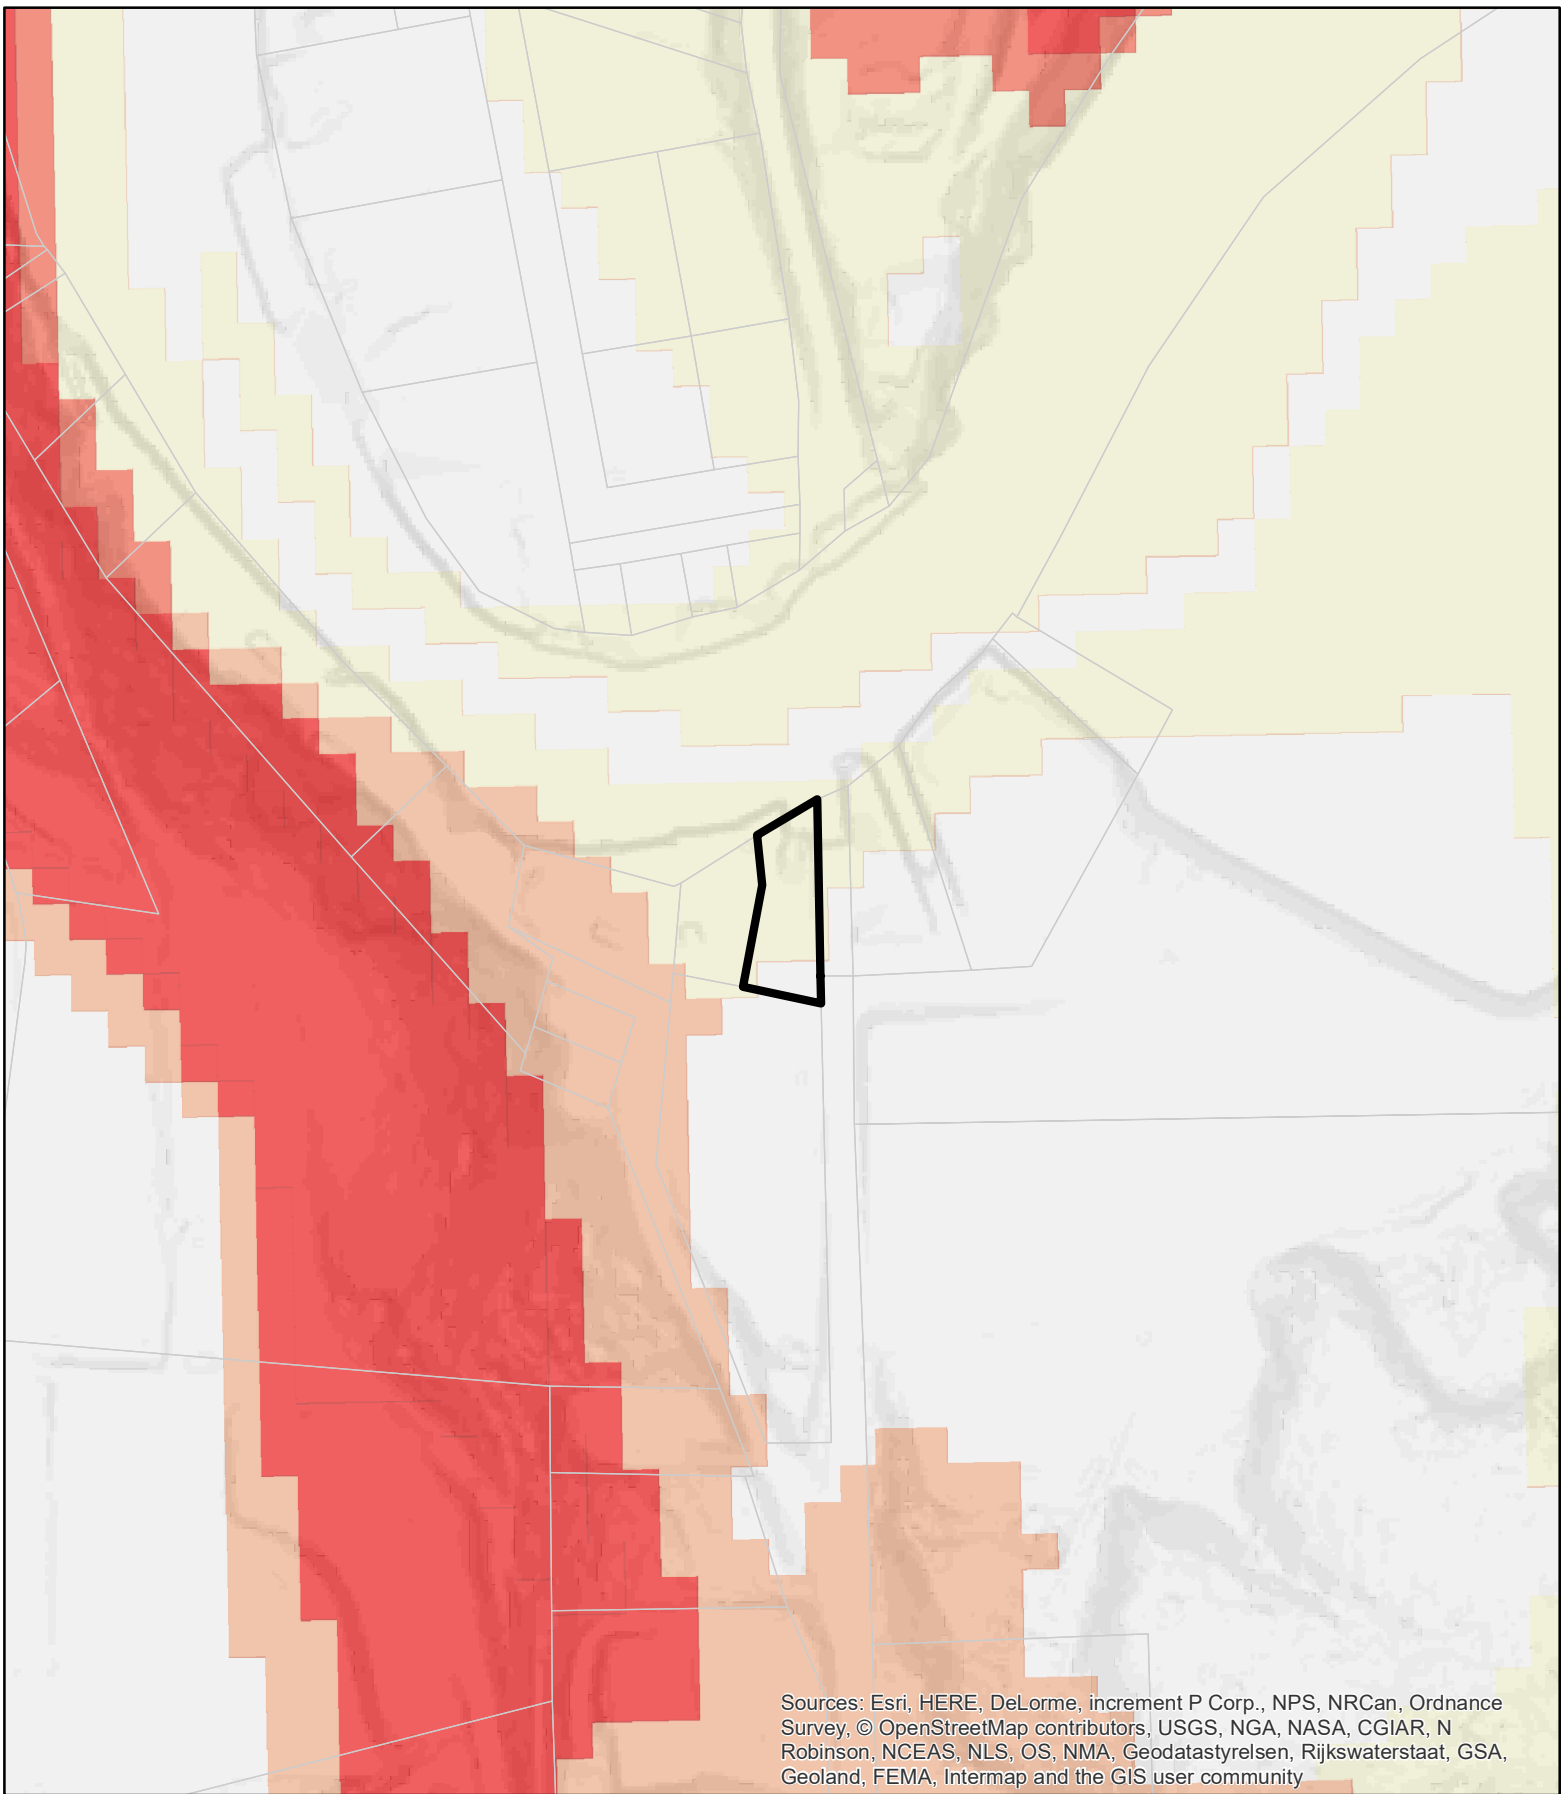 Sources: Esri, HERE, DeLorme, increment P Corp., NPS, NRCan, Ordnance
Survey, © OpenStreetMap contributors, USGS, NGA, NASA, CGIAR, N
Robinson, NCEAS, NLS, OS, NMA, Geodatastyrelsen, Rijkswaterstaat, GSA,
Geoland, FEMA, Intermap and the GIS user community